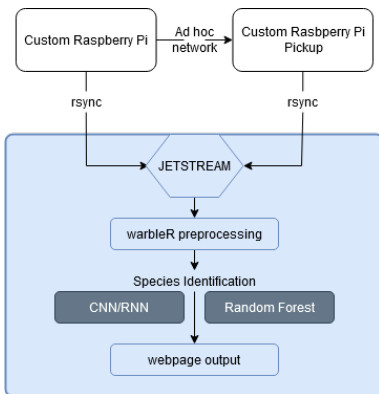 Custom Raspberry Pi
Ad hoc
network
Custom Rasbperry Pi
Pickup
rsync
rsync
JETSTREAM
warbleR preprocessing
Species Identification
CNN/RNN
Random Forest
webpage output